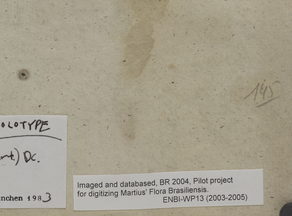 145
OLOTYPE
) Dc.
nchen 1983
Imaged and databased, BR 2004, Pilot project
for digitizing Martius' Flora Brasiliensis.
ENBI-WP13 (2003-2005)